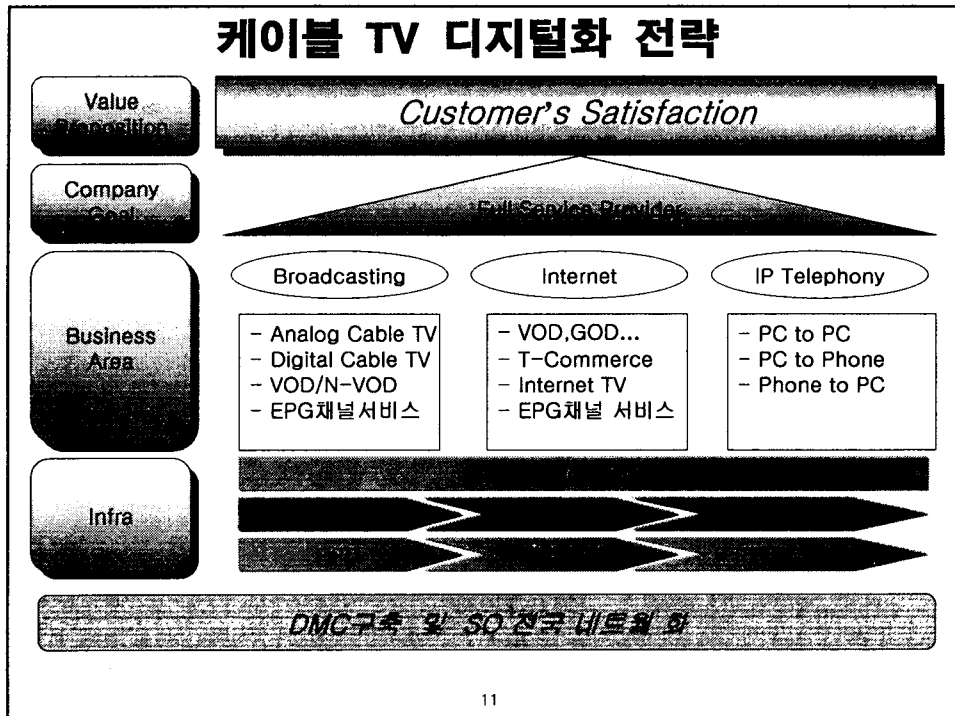 케이블 TV 디지털화 전략
Value
Proposition
Customer's Satisfaction
Company
Goal
Full Service Provider
Business
Area
Broadcasting
- Analog Cable TV
- Digital Cable TV
- VOD/N-VOD
- EPG채널서비스
Internet
- VOD,GOD...
- T-Commerce
- Internet TV
- EPG채널 서비스
IP Telephony
- PC to PC
- PC to Phone
- Phone to PC
Infra
DMC구축 및 SO 전국 네트웍 화
11